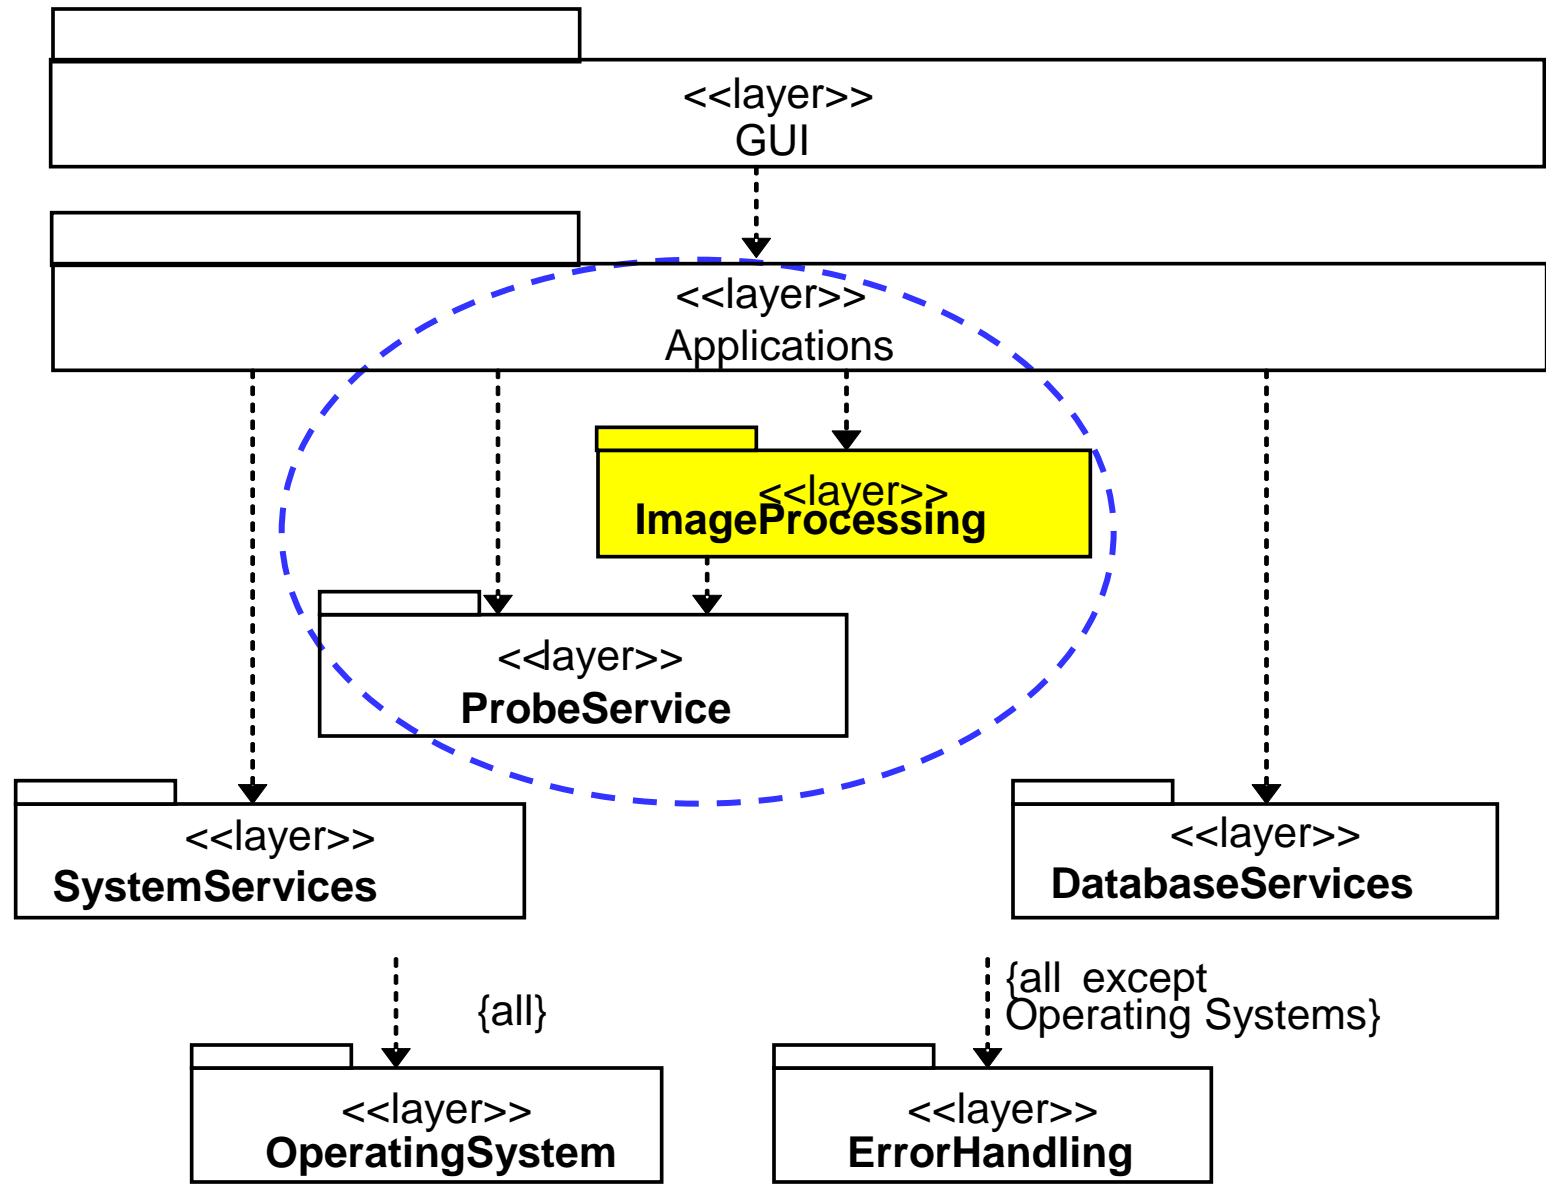 <<layer>>
GUI
<<layer>>
Applications
<<layer>>
ImageProcessing
<<layer>>
ProbeService
<<layer>>
SystemServices
<<layer>>
DatabaseServices
{all}
{all except
Operating Systems}
<<layer>>
OperatingSystem
<<layer>>
ErrorHandling